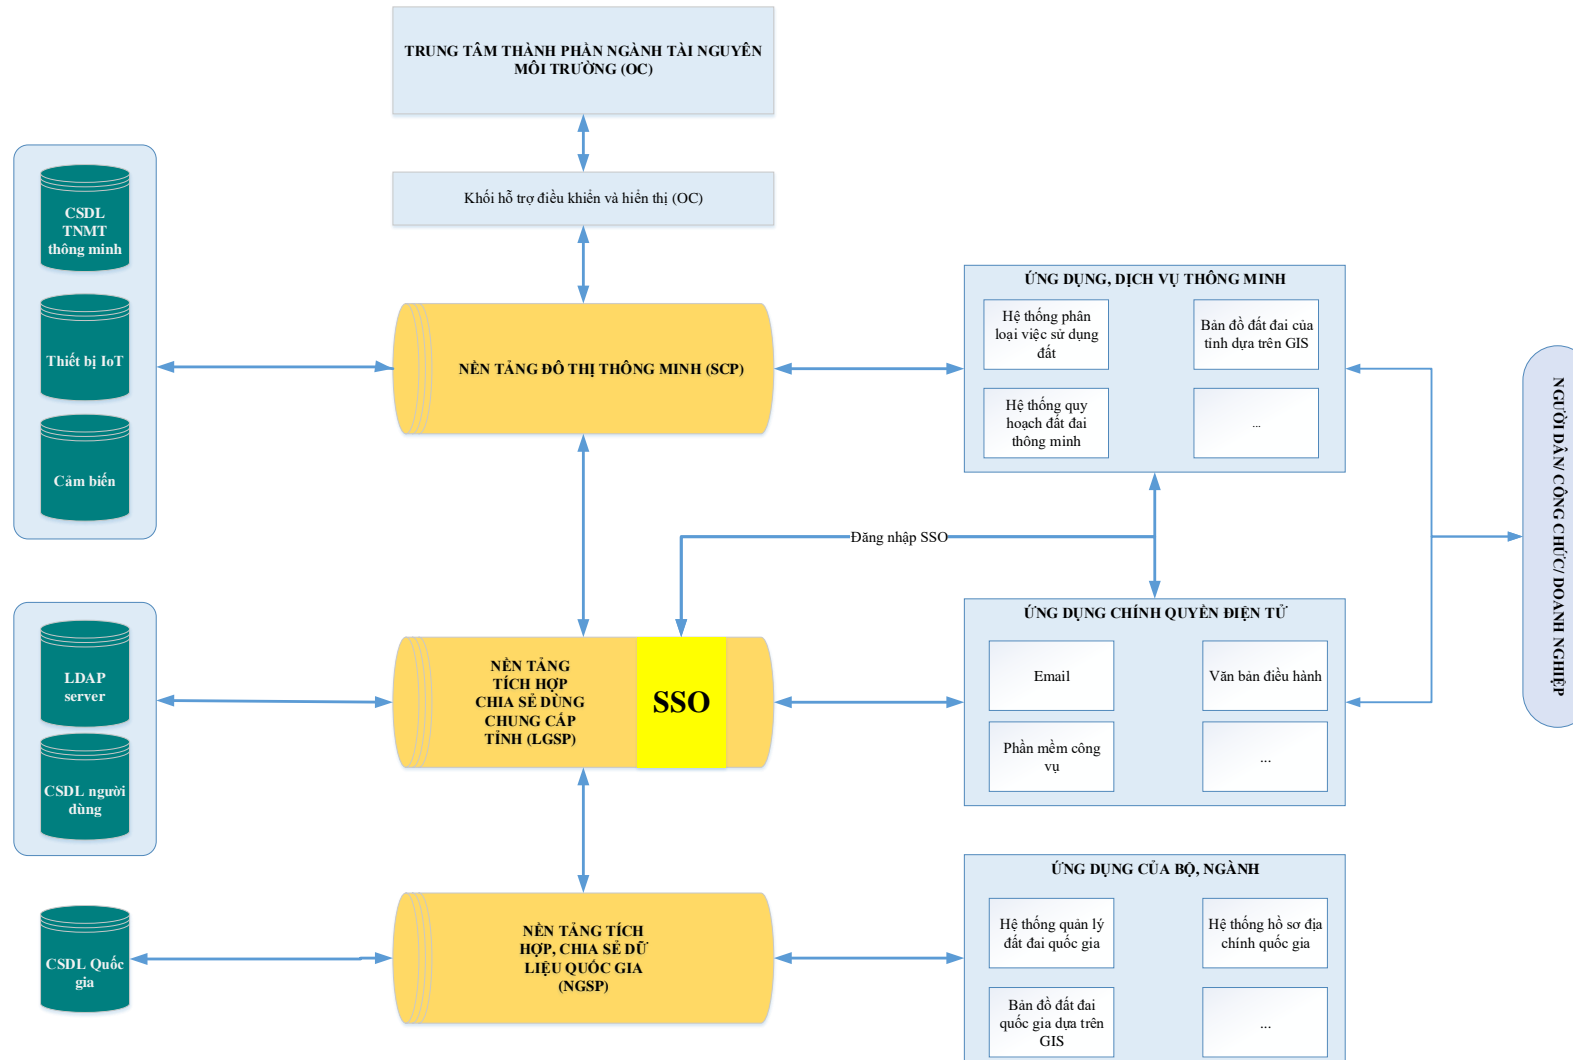 TRUNG TÂM THÀNH PHẦN NGÀNH TÀI NGUYÊN
MÔI TRƯỜNG (OC)
Khối hỗ trợ điều khiển và hiển thị (OC)
CSDL
TNMT
thông minh
Thiết bị IoT
Cảm biến
NỀN TẢNG ĐÔ THỊ THÔNG MINH (SCP)
ỨNG DỤNG, DỊCH VỤ THÔNG MINH
Hệ thống phân
loại việc sử dụng
đất
Bản đồ đất đai của
tỉnh dựa trên GIS
Hệ thống quy
hoạch đất đai
thông minh
...
NGƯỜI DÂN/ CÔNG CHỨC/ DOANH NGHIỆP
Đăng nhập SSO
LDAP
server
CSDL người
dùng
NỀN TẢNG
TÍCH HỢP
CHIA SẺ DÙNG
CHUNG CẤP
TỈNH (LGSP)
SSO
ỨNG DỤNG CHÍNH QUYỀN ĐIỆN TỬ
Email
Văn bản điều hành
Phần mềm công
vụ
...
CSDL Quốc
gia
NỀN TẢNG TÍCH
HỢP, CHIA SẺ DỮ
LIỆU QUỐC GIA
(NGSP)
ỨNG DỤNG CỦA BỘ, NGÀNH
Hệ thống quản lý
đất đai quốc gia
Hệ thống hồ sơ địa
chính quốc gia
Bản đồ đất đai
quốc gia dựa trên
GIS
...